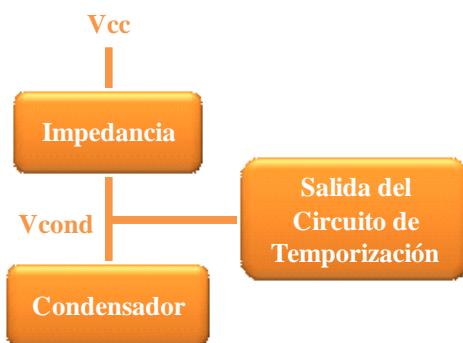 Vcc
Impedancia
Vcond
Salida del
Circuito de
Temporización
Condensador